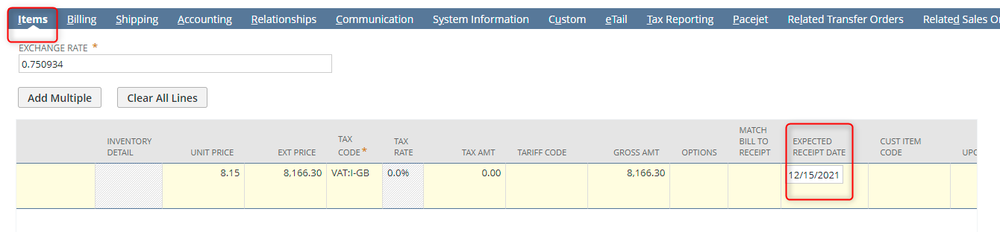 Items Billing Shipping Accounting Relationships Communication System Information Custom eTail Tax Reporting Pacejet Related Transfer Orders Related Sales
EXCHANGE RATE *
0.750934
Add Multiple Clear All Lines
INVENTORY DETAIL UNIT PRICE EXT PRICE TAX CODE* TAX RATE TAX AMT TARIFF CODE GROSS AMT OPTIONS MATCH BILL TO RECEIPT EXPECTED RECEIPT DATE CUST ITEM CODE
8.15 8,166.30 VAT:I-GB 0.0% 0.00 8,166.30 12/15/2021